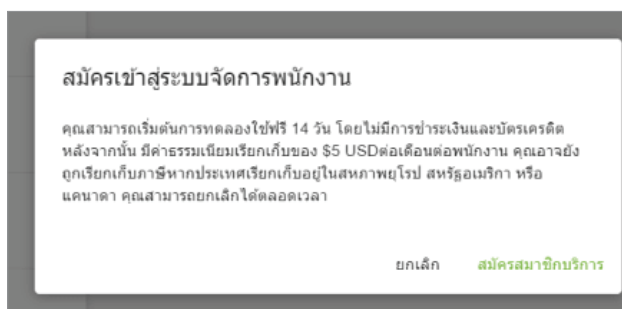 สมัครเข้าสู่ระบบจัดการพนักงาน
คุณสามารถเริ่มต้นการทดลองใช้ฟรี 14 วัน โดยไม่มีการชำระเงินและบัตรเครดิต
หลังจากนั้น มีค่าธรรมเนียมเรียกเก็บของ $5 USDต่อเดือนต่อพนักงาน คุณอาจยัง
ถูกเรียกเก็บภาษีหากประเทศเรียกเก็บอยู่ในสหภาพยุโรป สหรัฐอเมริกา หรือ
แคนาดา คุณสามารถยกเลิกได้ตลอดเวลา
ยกเลิก สมัครสมาชิกบริการ